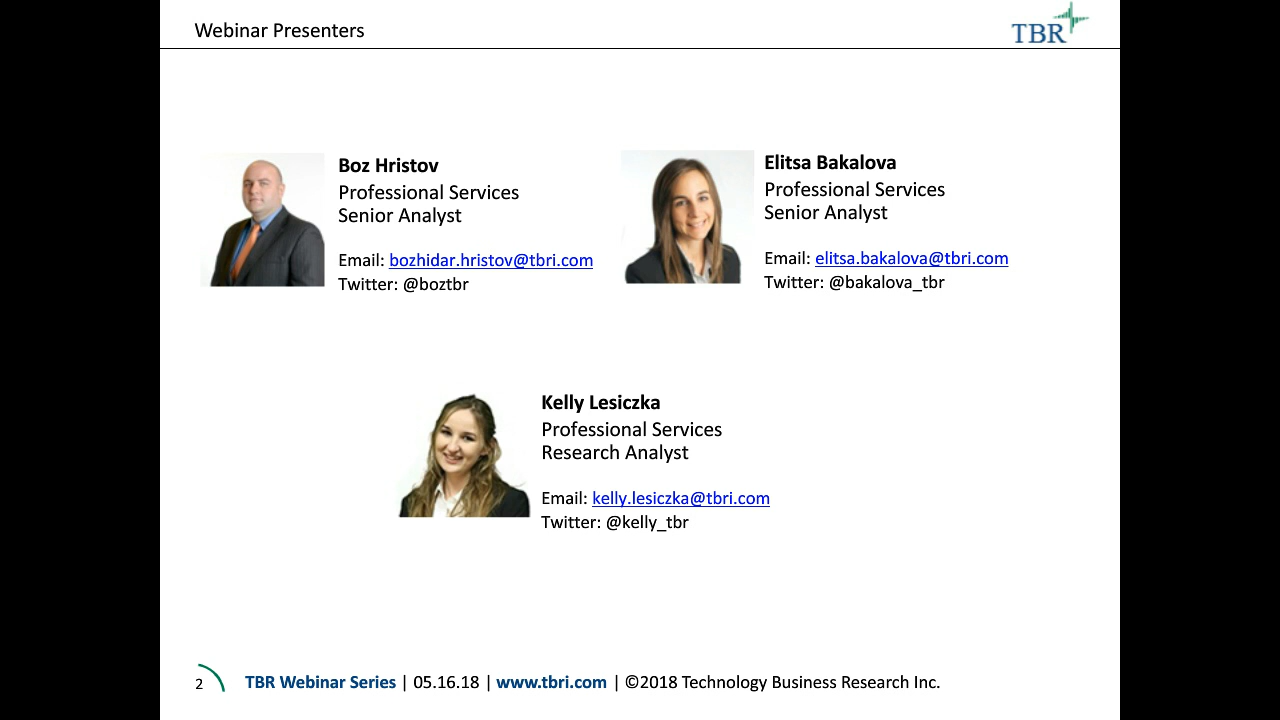 Webinar Presenters
TBR
Boz Hristov
Professional Services
Senior Analyst
Email: bozhidar.hristov@tbri.com
Twitter: @boztbr
Elitsa Bakalova
Professional Services
Senior Analyst
Email: elitsa.bakalova@tbri.com
Twitter: @bakalova_tbr
Kelly Lesiczka
Professional Services
Research Analyst
Email: kelly.lesiczka@tbri.com
Twitter: @kelly_tbr
2
TBR Webinar Series | 05.16.18 | www.tbri.com | ©2018 Technology Business Research Inc.